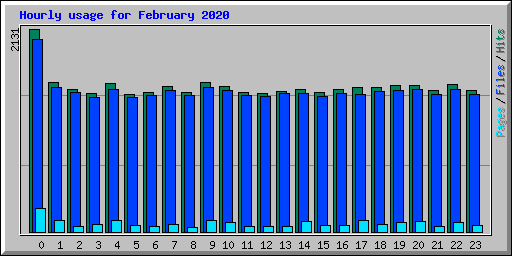 Hourly usage for February 2020
2131
Pages/Files/Hits
0 1 2 3 4 5 6 7 8 9 10 11 12 13 14 15 16 17 18 19 20 21 22 23